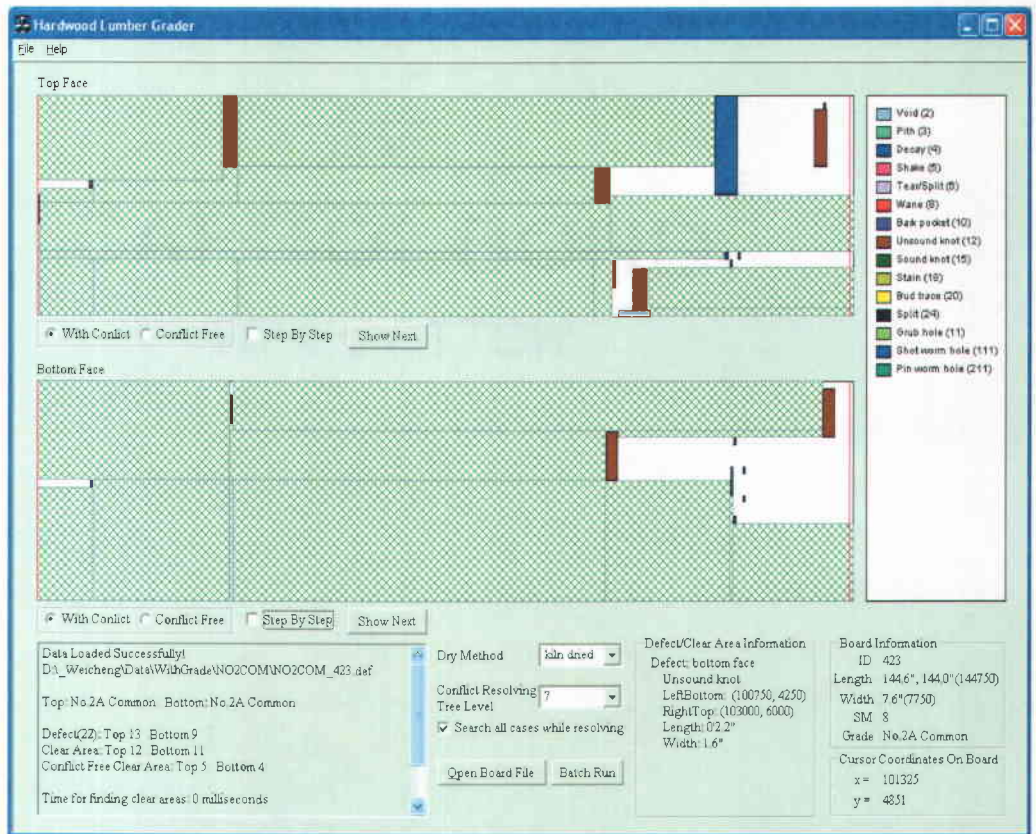 Hardwood Lumber Grader
File Help
Top Face
Void (2)
Pith (3)
Decay (4)
Shake (5)
Tear/Split (6)
Wane (8)
Bark pocket (10)
Unsound knot (12)
Sound knot (15)
Stain (18)
Bud trace (20)
Split (24)
Grub hole (11)
Shot worm hole (111)
Pin worm hole (211)
With Conlict Conflict Free Step By Step Show Next
Bottom Face
With Conlict Conflict Free Step By Step Show Next
Data Loaded Successfully!
D:\_Weicheng\Data\WithGrade\NO2COM\NO2COM_423.def
Top: No.2A Common Bottom: No.2A Common
Defect(22): Top 13 Bottom 9
Clear Area: Top 12 Bottom 11
Conflict Free Clear Area: Top 5 Bottom 4
Time for finding clear areas: 0 milliseconds
Dry Method kiln dried
Conflict Resolving
Tree Level 7
Search all cases while resolving
Open Board File Batch Run
Defect/Clear Area Information
Defect: bottom face
Unsound knot
LeftBottom: (100750, 4250)
RightTop: (103000, 6000)
Length: 0'2.2"
Width: 1.6"
Board Information
ID 423
Length 144.6", 144.0"(144750)
Width 7.6"(7750)
SM 8
Grade No.2A Common
Cursor Coordinates On Board
x = 101325
y = 4851